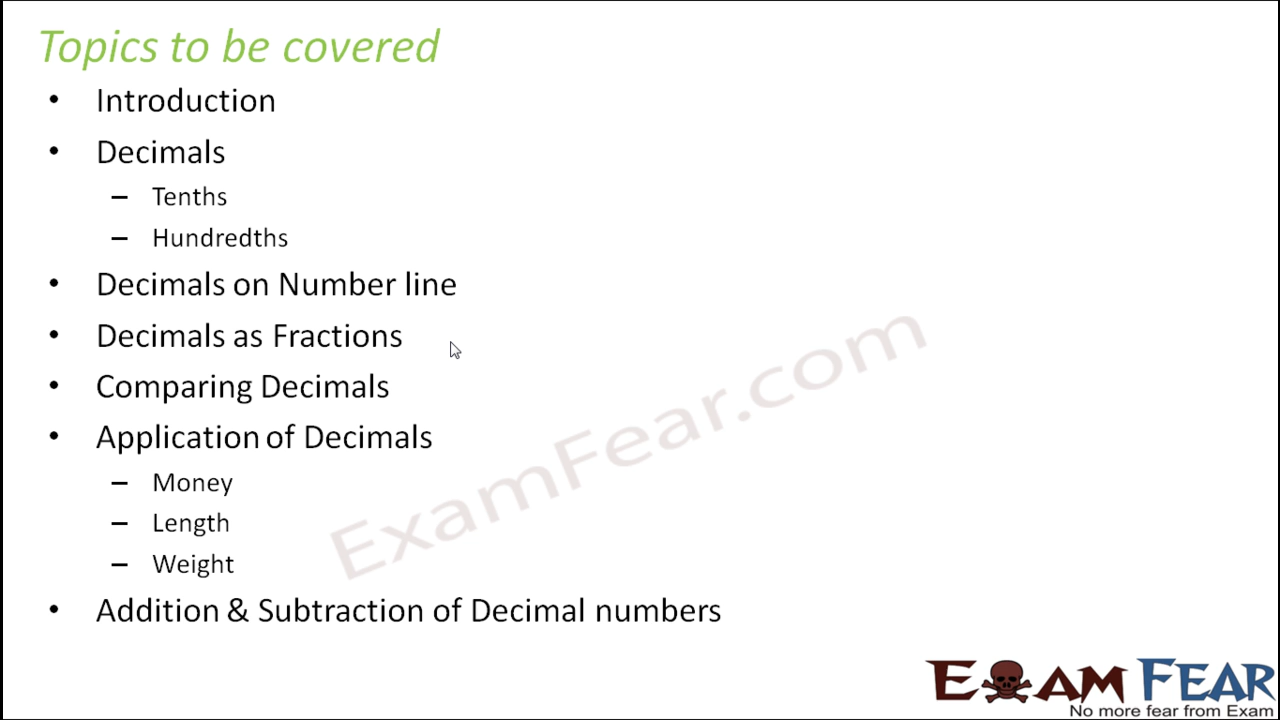 Topics to be covered
• Introduction
• Decimals
– Tenths
– Hundredths
• Decimals on Number line
• Decimals as Fractions
• Comparing Decimals
• Application of Decimals
– Money
– Length
– Weight
• Addition & Subtraction of Decimal numbers
ExamFear.com
EXAM FEAR
No more fear from Exam